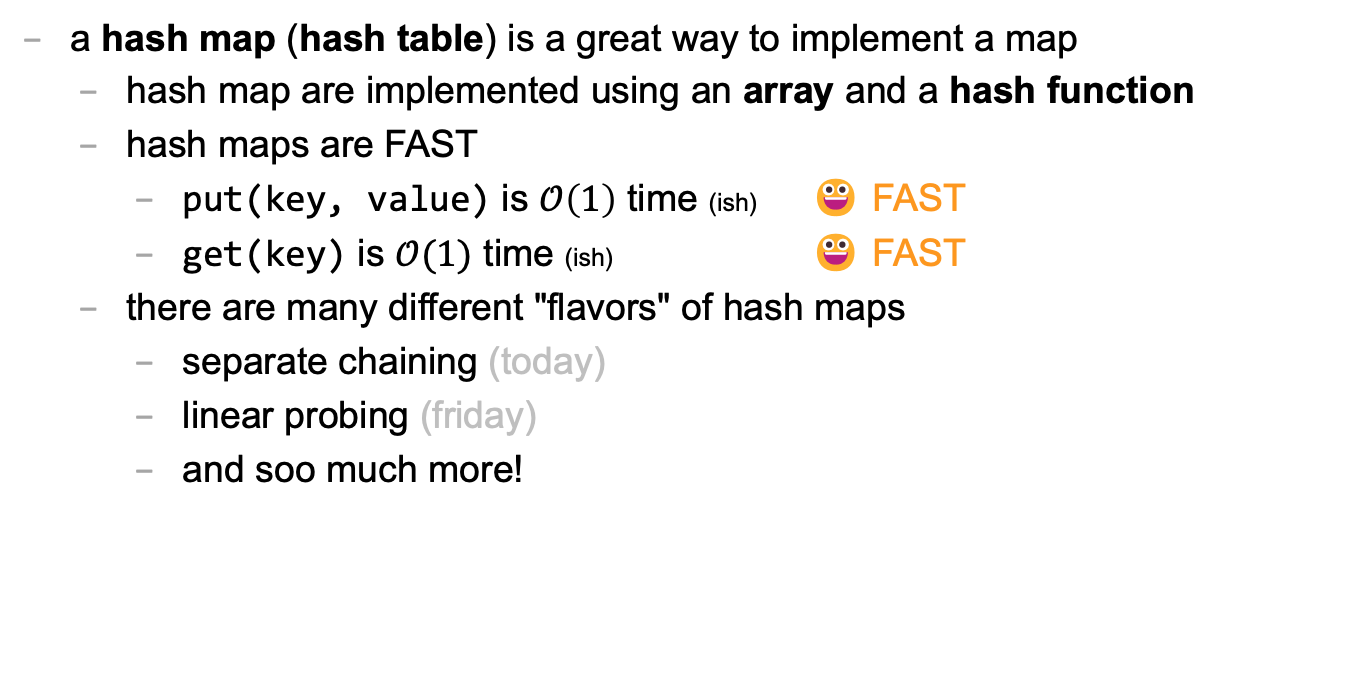 – a hash map (hash table) is a great way to implement a map
– hash map are implemented using an array and a hash function
– hash maps are FAST
– put(key, value) is 𝒪(1) time (ish) 😀 FAST
– get(key) is 𝒪(1) time (ish) 😀 FAST
– there are many different "flavors" of hash maps
– separate chaining (today)
– linear probing (friday)
– and soo much more!